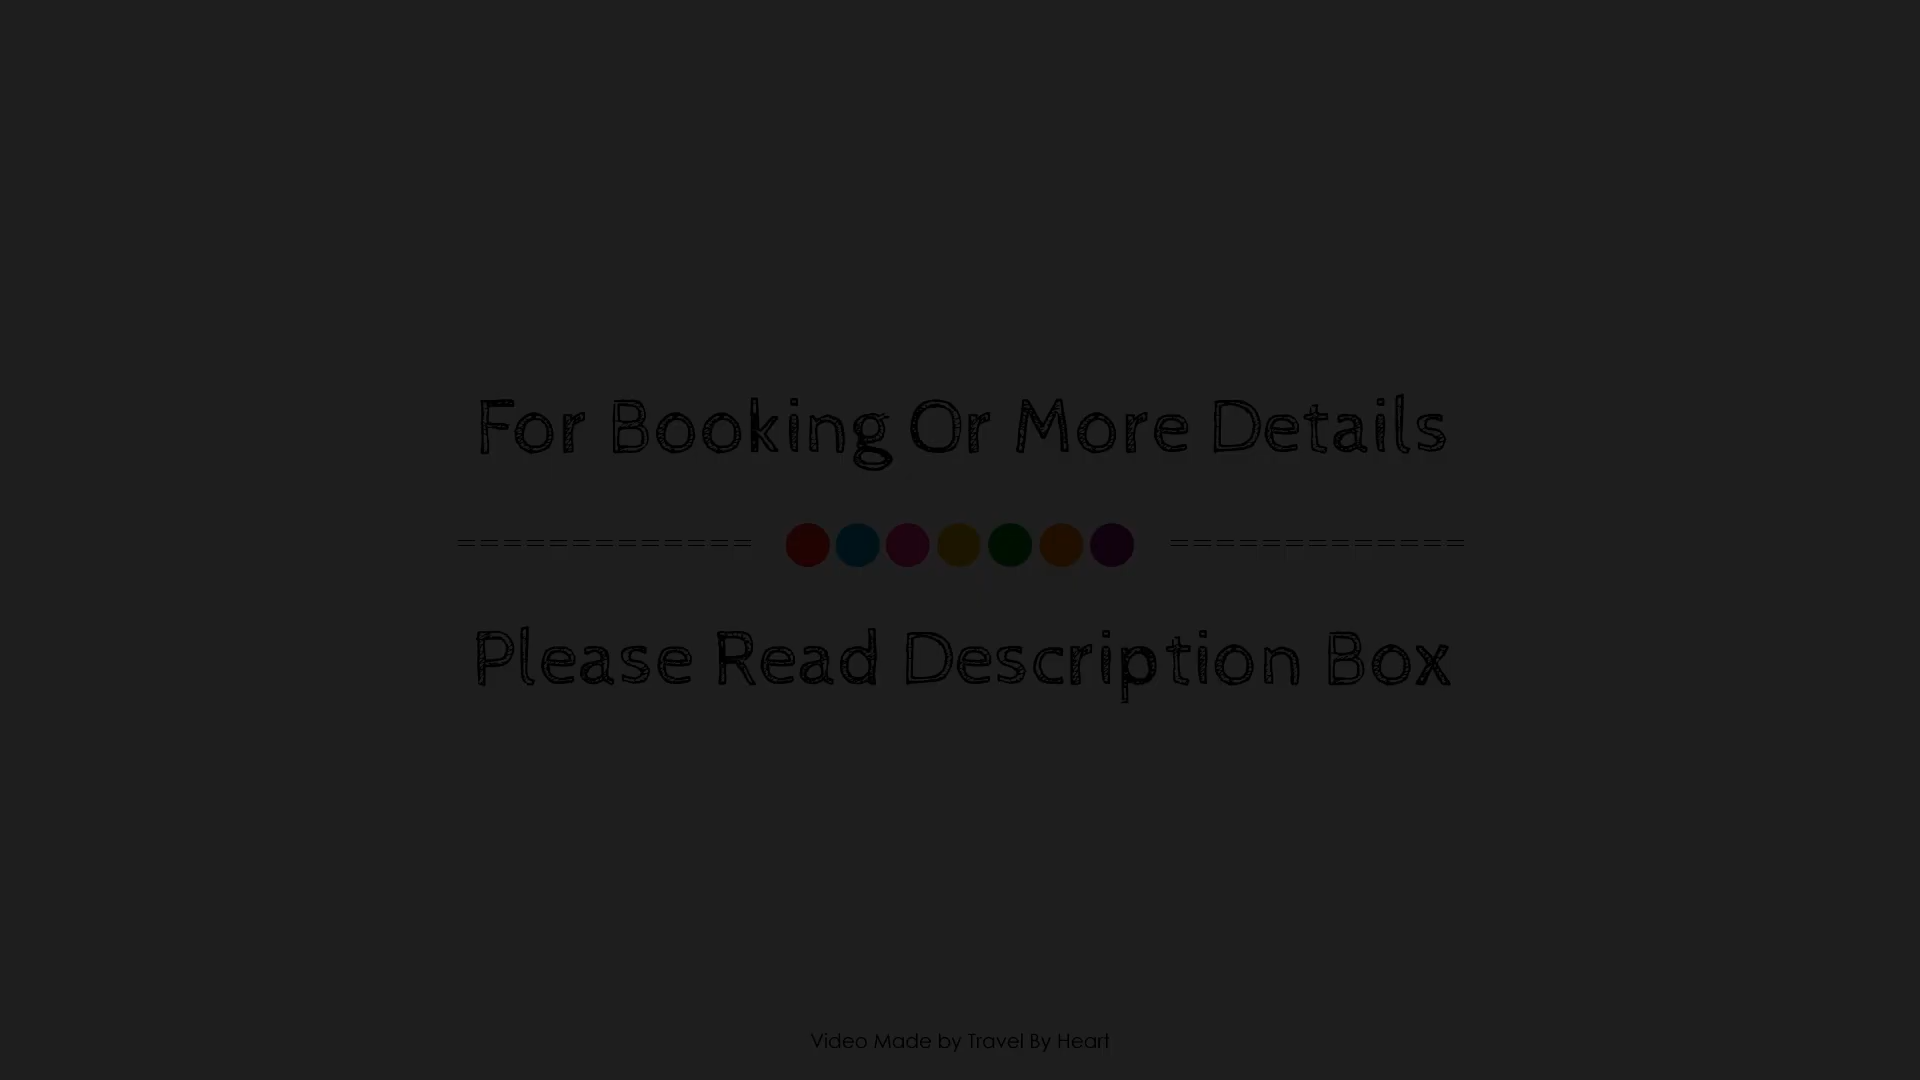 For Booking Or More Details
============= =============
Please Read Description Box
Video Made by Travel By Heart